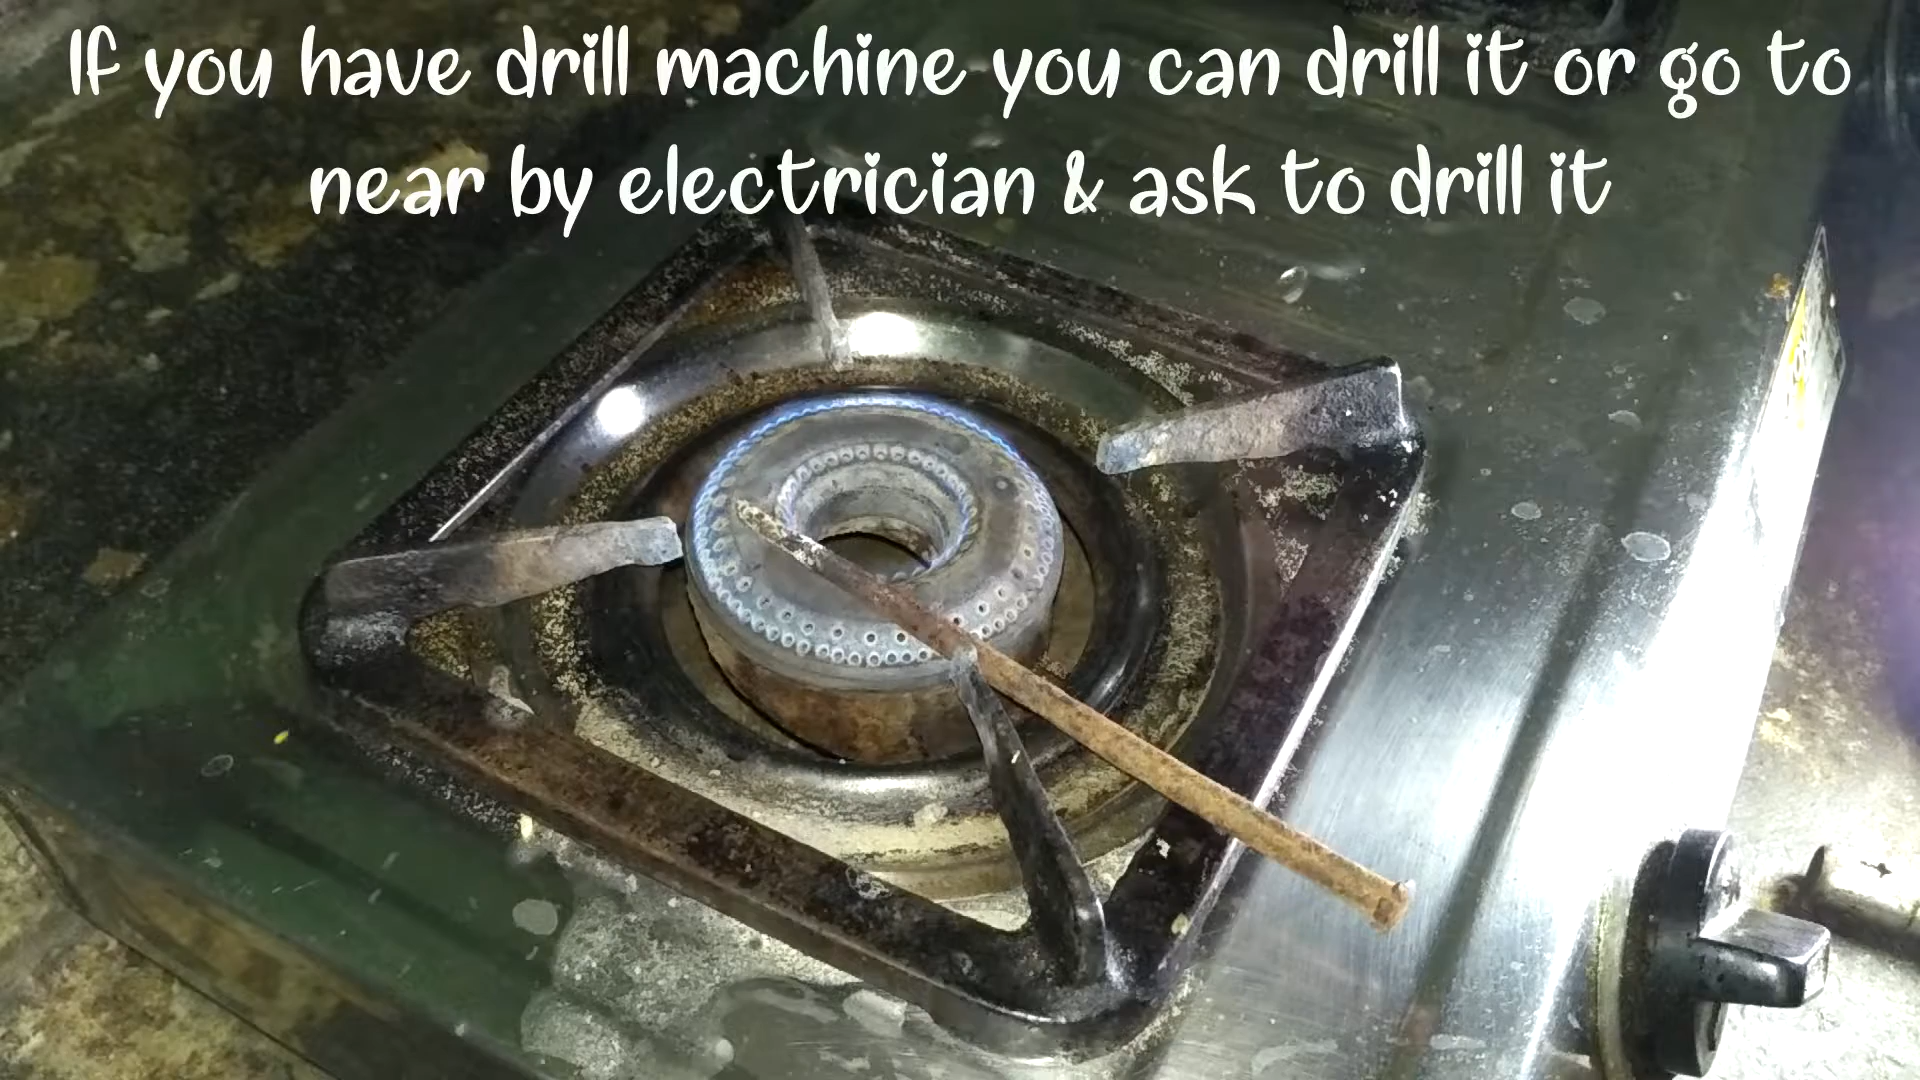 If you have drill machine you can drill it or go to
near by electrician & ask to drill it